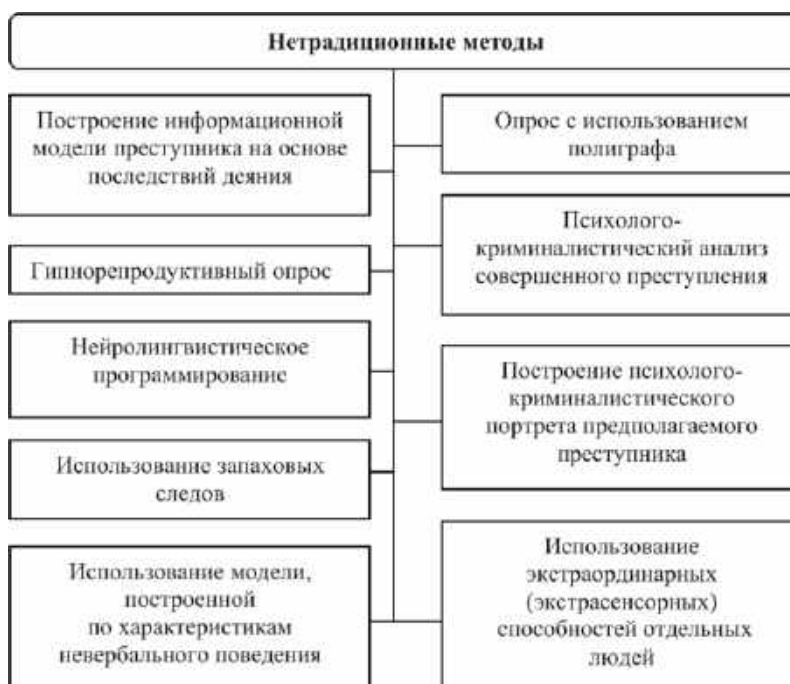 Нетрадиционные методы
Построение информационной
модели преступника на основе
последствий деяния
Гипнорепродуктивный опрос
Нейролингвистическое
программирование
Использование запаховых
следов
Использование модели,
построенной
по характеристикам
невербального поведения
Опрос с использованием
полиграфа
Психолого-
криминалистический анализ
совершенного преступления
Построение психолого-
криминалистического
портрета предполагаемого
преступника
Использование
экстраординарных
(экстрасенсорных)
способностей отдельных
людей